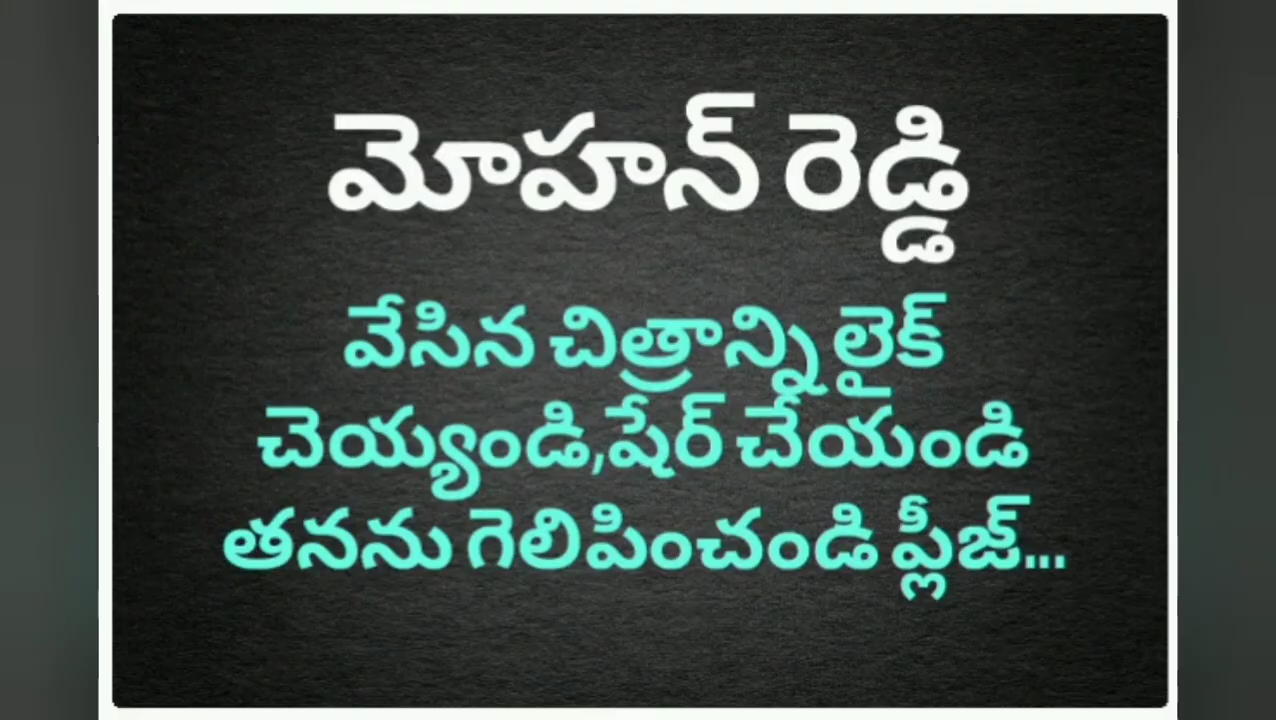 మోహన్ రెడ్డి
వేసిన చిత్రాన్ని లైక్
చెయ్యండి,షేర్ చేయండి
తనను గెలిపించండి ప్లీజ్...